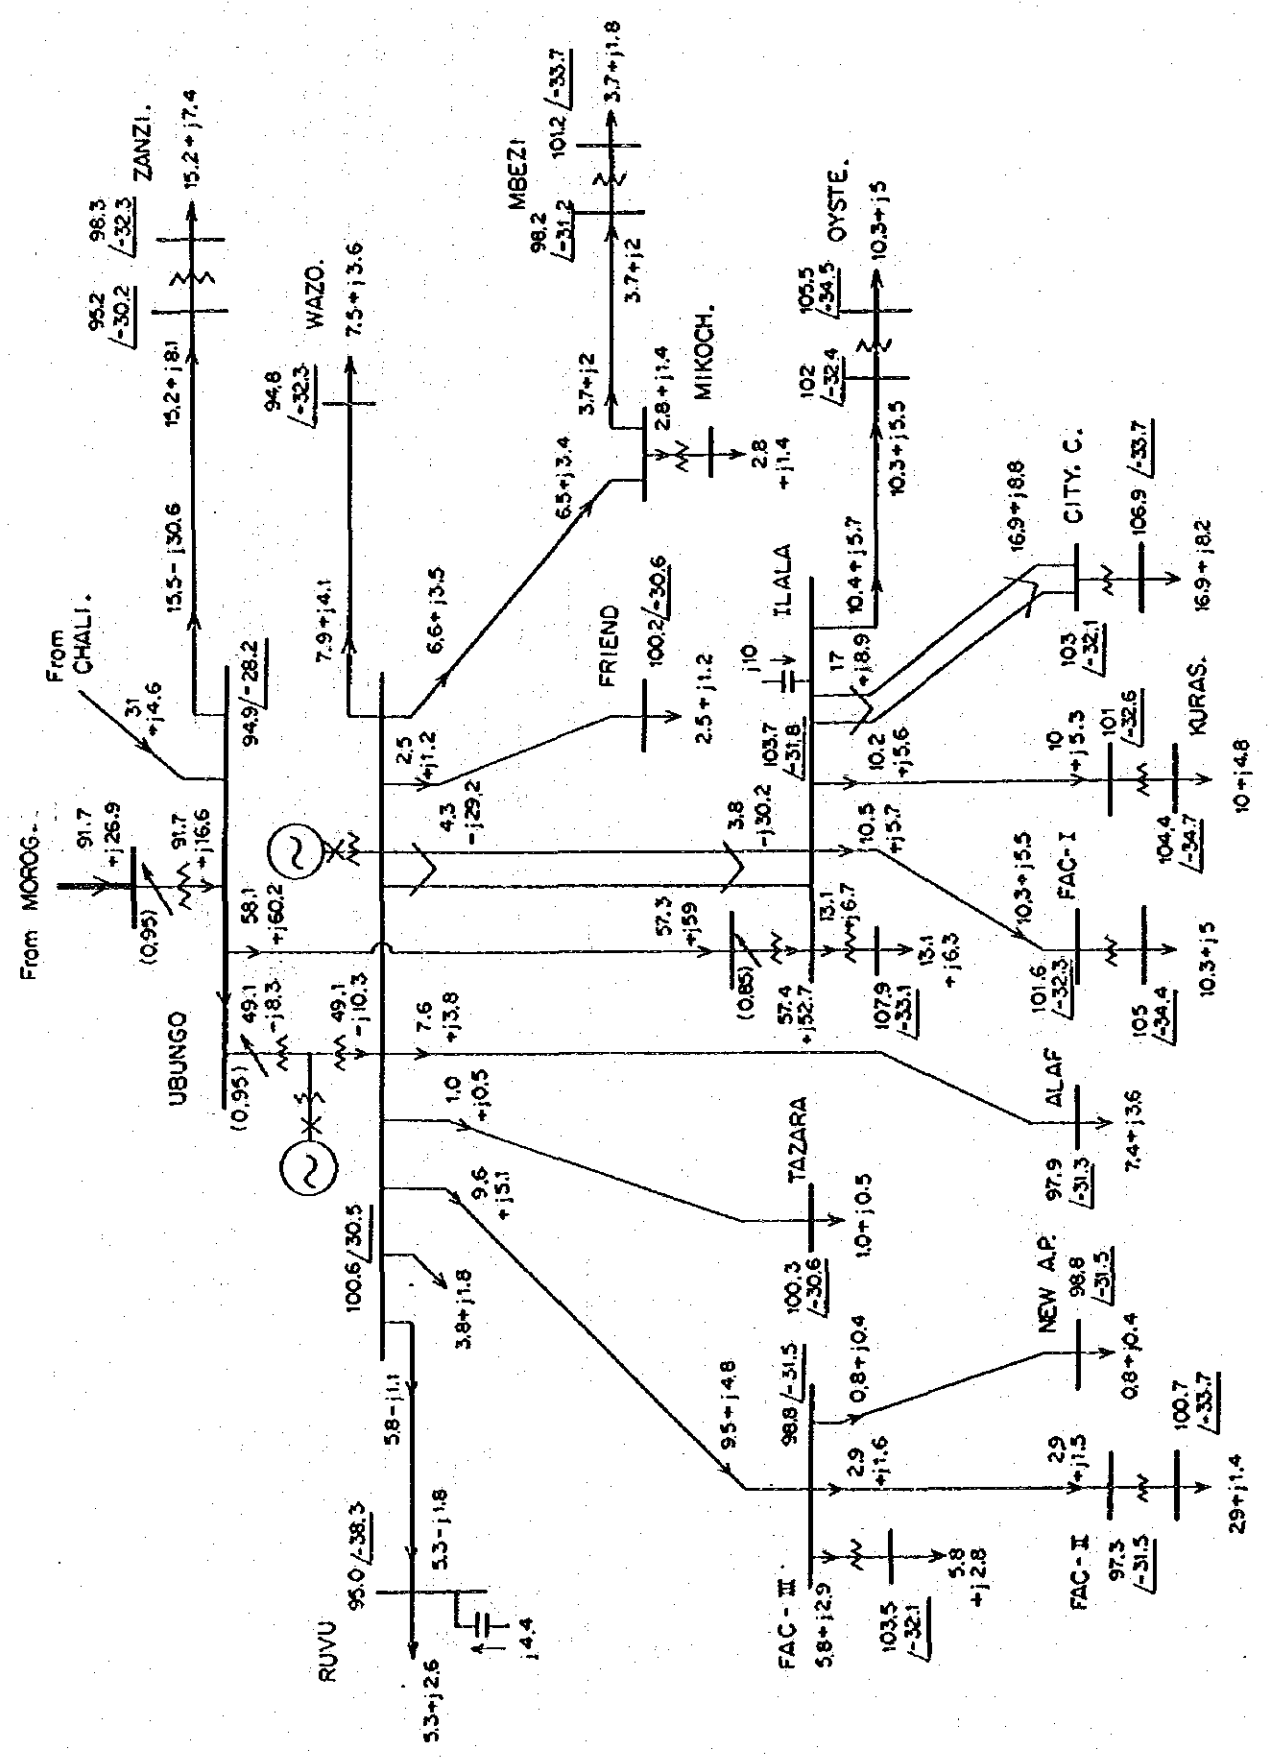 From MOROG.
91.7
+j26.9
(0.95)
91.7
+j16.6
From
CHALI.
31
+j4.6
94.9/-28.2
15.5-j30.6
15.2+j8.1
95.2
/-30.2
98.3
/-32.3
ZANZI.
15.2+j7.4
UBUNGO
(0.95)
49.1
-j8.3
49.1
-j10.3
58.1
+j60.2
7.9+j4.1
94.8
/-32.3
WAZO.
7.5+j3.6
6.6+j3.5
6.5+j3.4
3.7+j2
3.7+j2
MBEZI
98.2
/-31.2
101.2/-33.7
3.7+j1.8
2.8+j1.4
MIKOCH.
2.8
+j1.4
2.5
+j1.2
FRIEND
100.2/-30.6
2.5+j1.2
4.3
-j29.2
3.8
-j30.2
7.6
+j3.8
1.0
+j0.5
9.6
+j5.1
100.6/30.5
3.8+j1.8
5.8-j1.1
RUVU
95.0/-38.3
5.3-j1.8
j4.4
5.3+j2.6
57.3
+j59
(0.85)
57.4
+j52.7
ILALA
j10
103.7
/-31.8
10.4+j5.7
10.3+j5.5
102
/-32.4
105.5
/-34.5
OYSTE.
10.3+j5
17
+j8.9
16.9+j8.8
CITY. C.
103
/-32.1
106.9/-33.7
16.9+j8.2
10.2
+j5.6
10
+j5.3
101
/-32.6
KURAS.
104.4
/-34.7
10+j4.8
10.5
+j5.7
10.3+j5.5
FAC-I
101.6
/-32.3
105
/-34.4
10.3+j5
13.1
+j6.7
107.9
/-33.1
13.1
+j6.3
ALAF
97.9
/-31.3
7.4+j3.6
TAZARA
100.3
/-30.6
1.0+j0.5
9.5+j4.8
98.8/-31.5
0.8+j0.4
NEW A.P.
98.8
/-31.5
0.8+j0.4
2.9
+j1.6
2.9
+j1.5
FAC-II
97.3
/-31.5
100.7
/-33.7
2.9+j1.4
FAC-III
5.8+j2.9
103.5
/-32.1
5.8
+j2.8